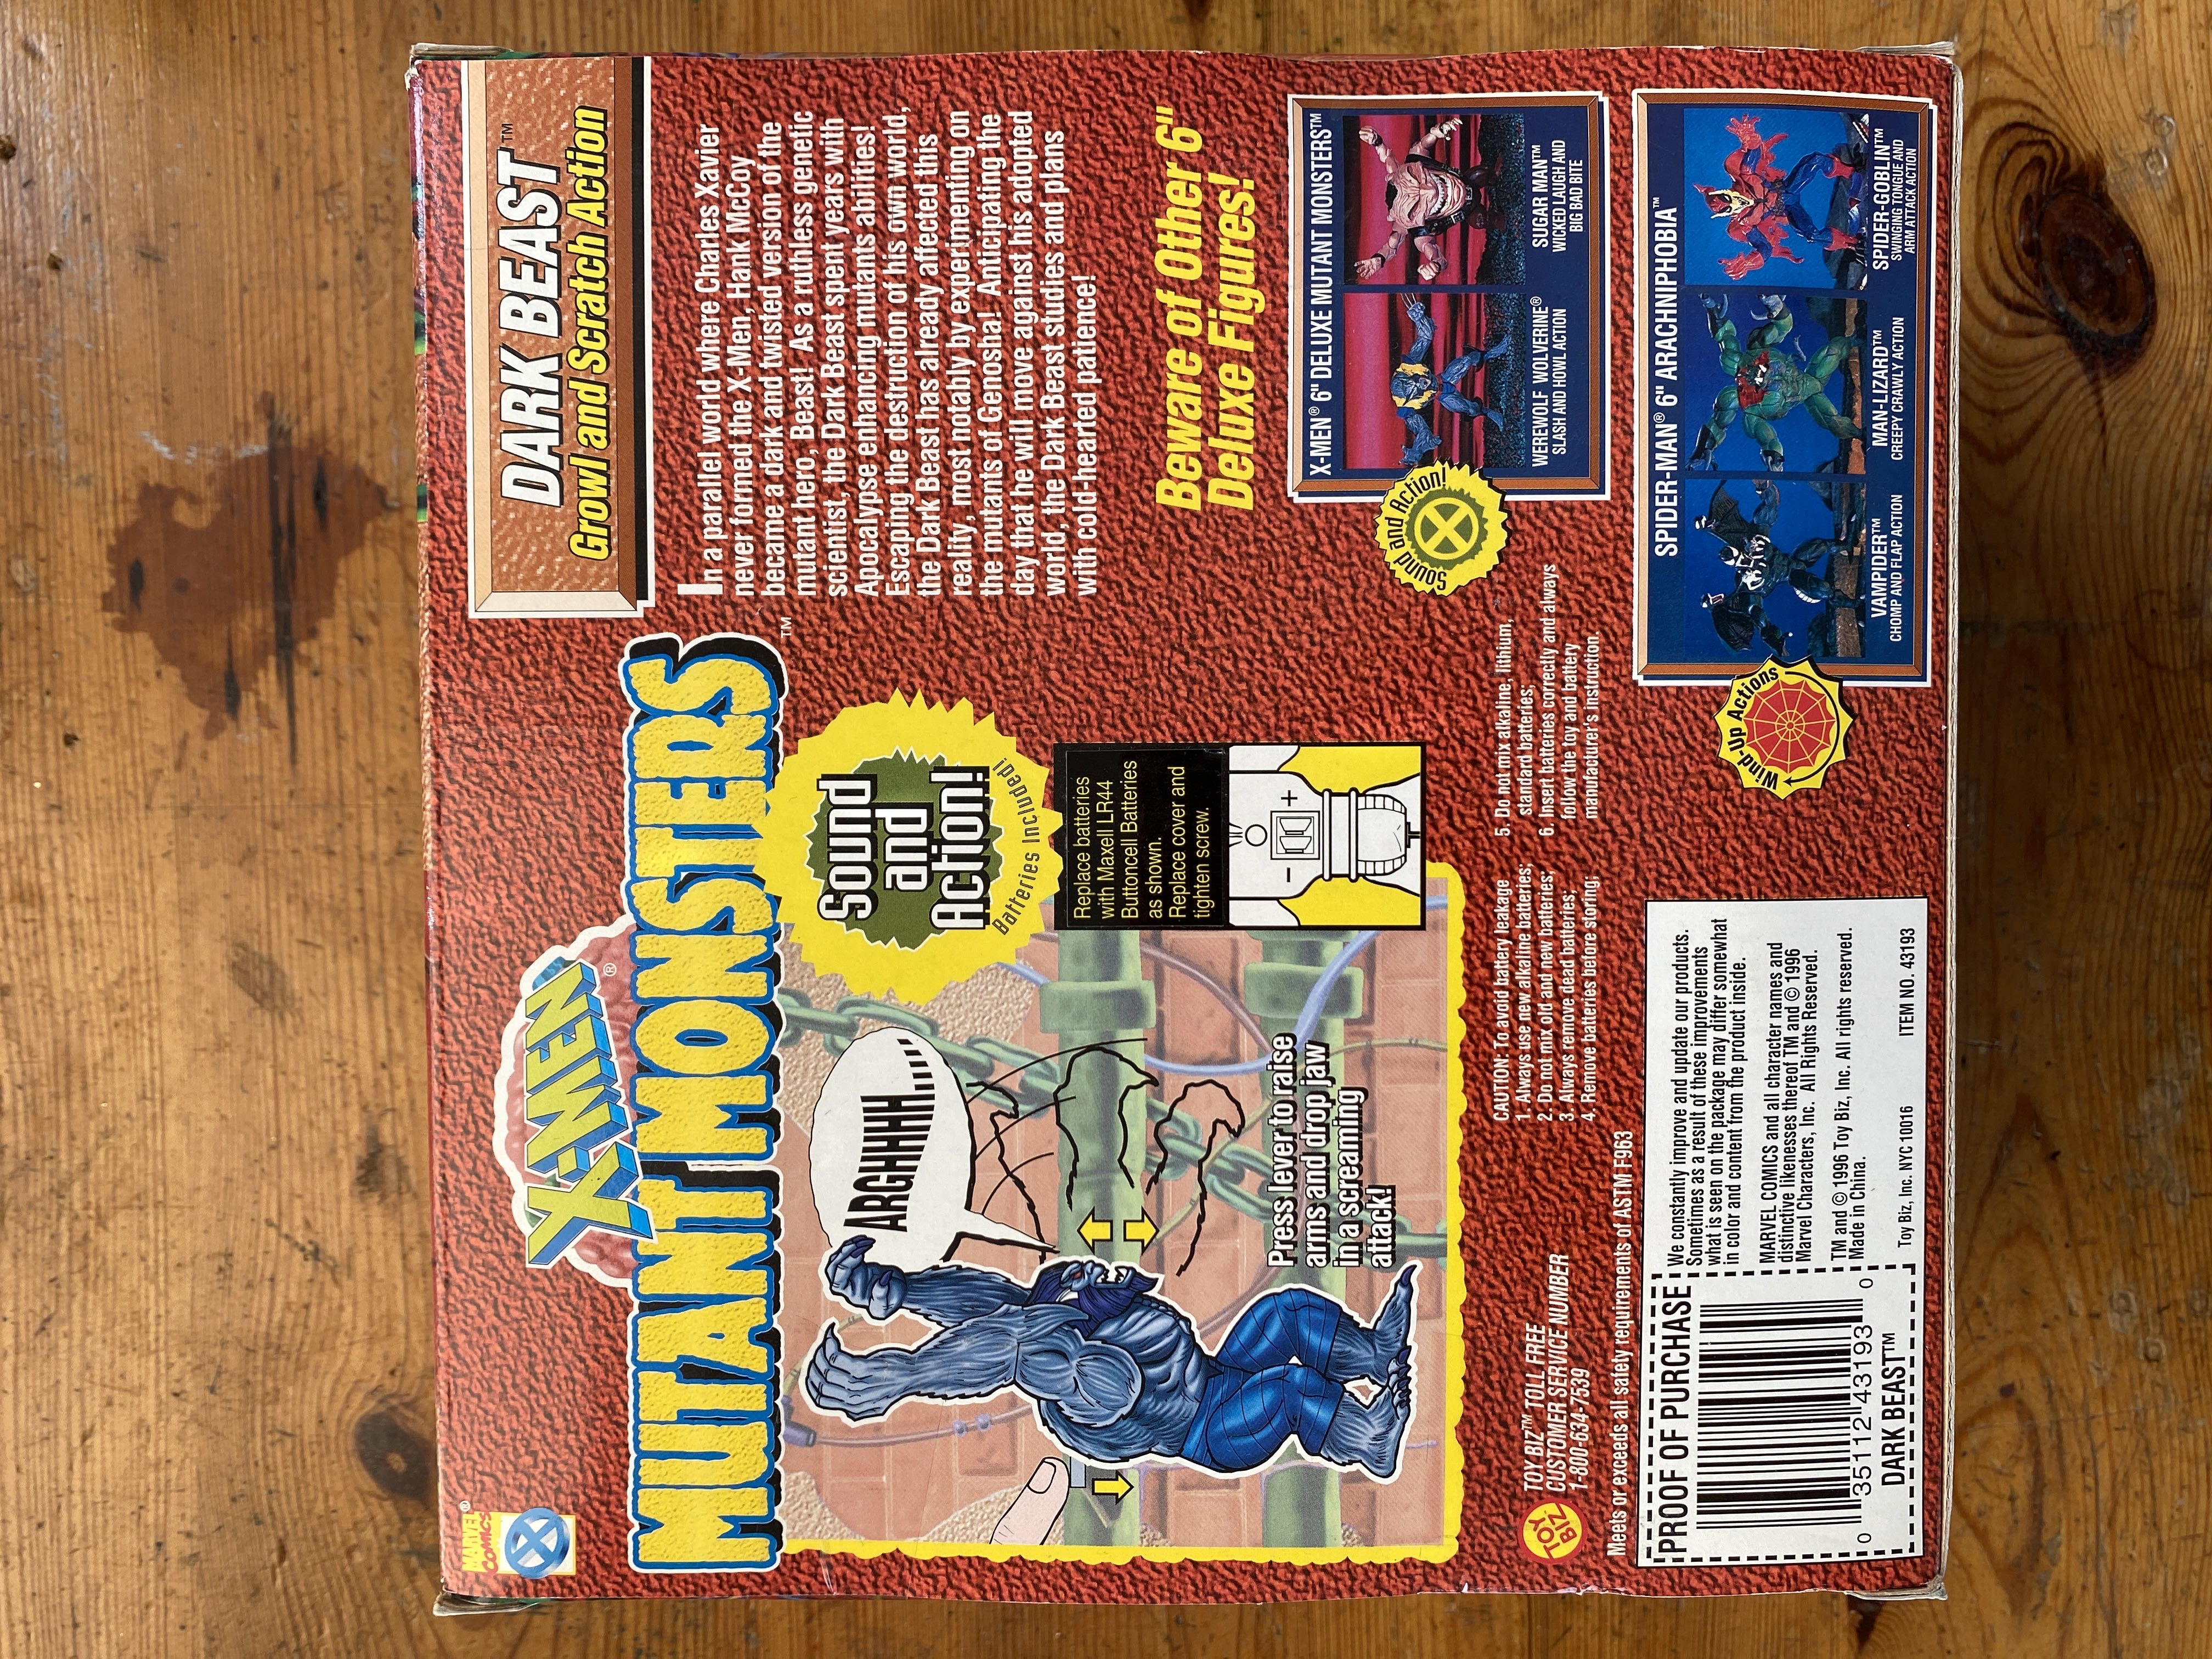 MARVEL®
COMICS
X-MEN®
MUTANT MONSTERS™
DARK BEAST™
Growl and Scratch Action
In a parallel world where Charles Xavier
never formed the X-Men, Hank McCoy
became a dark and twisted version of the
mutant hero, Beast! As a ruthless genetic
scientist, the Dark Beast spent years with
Apocalypse enhancing mutants abilites!
Escaping the destruction of his own world,
the Dark Beast has already affected this
reality, most notably by experimenting on
the mutants of Genosha! Anticipating the
day that he will move against his adopted
world, the Dark Beast studies and plans
with cold-hearted patience!
Sound
and
Action!
Batteries Included!
ARGHHHH.....
Press lever to raise
arms and drop jaw
in a screaming
attack!
Replace batteries
with Maxell LR44
Buttoncell Batteries
as shown.
Replace cover and
tighten screw.
- +
Beware of Other 6"
Deluxe Figures!
X-MEN® 6" DELUXE MUTANT MONSTERS™
Sound and Action!
WEREWOLF WOLVERINE®
SLASH AND HOWL ACTION
SUGAR MAN™
WICKED LAUGH AND
BIG BAD BITE
SPIDER-MAN® 6" ARACHNIPHOBIA™
Wind-Up Actions
VAMPIDER™
CHOMP AND FLAP ACTION
MAN-LIZARD™
CREEPY CRAWLY ACTION
SPIDER-GOBLIN™
SWINGING TONGUE AND
ARM ATTACK ACTION
CAUTION: To avoid battery leakage
1. Always use new alkaline batteries;
2. Do not mix old and new batteries;
3. Always remove dead batteries;
4. Remove batteries before storing;
5. Do not mix alkaline, lithium,
standard batteries;
6. Insert batteries correctly and always
follow the toy and battery
manufacturer's instruction.
TOY
BIZ
TOY BIZ™ TOLL FREE
CUSTOMER SERVICE NUMBER
1-800-634-7539
Meets or exceeds all safety requirements of ASTM F963
PROOF OF PURCHASE
0 35112 43193 0
DARK BEAST™
We constantly improve and update our products.
Sometimes as a result of these improvements
what is seen on the package may differ somewhat
in color and content from the product inside.
MARVEL COMICS and all character names and
distinctive likenesses thereof TM and © 1996
Marvel Characters, Inc. All Rights Reserved.
TM and © 1996 Toy Biz, Inc. All rights reserved.
Made in China.
Toy Biz, Inc. NYC 10016 ITEM NO. 43193